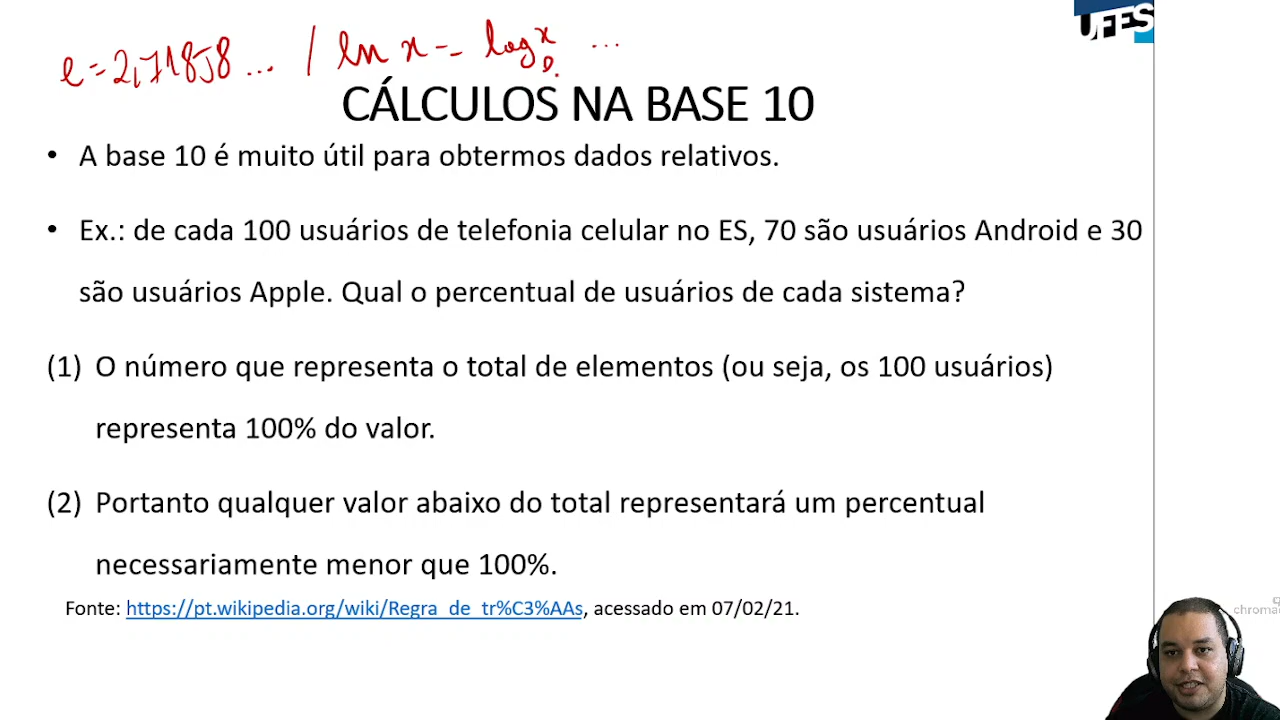 UFES
e = 2,71858 ... / ln x = log x ...
CÁLCULOS NA BASE 10
• A base 10 é muito útil para obtermos dados relativos.
• Ex.: de cada 100 usuários de telefonia celular no ES, 70 são usuários Android e 30
são usuários Apple. Qual o percentual de usuários de cada sistema?
(1) O número que representa o total de elementos (ou seja, os 100 usuários)
representa 100% do valor.
(2) Portanto qualquer valor abaixo do total representará um percentual
necessariamente menor que 100%.
Fonte: https://pt.wikipedia.org/wiki/Regra_de_tr%C3%AAs, acessado em 07/02/21.